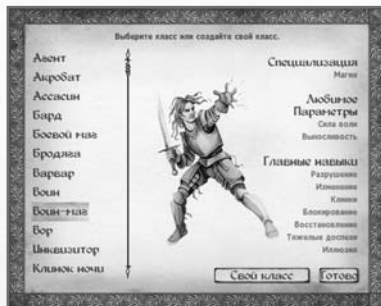 Выберите класс или создайте свой класс.
Агент
Акробат
Ассасин
Бард
Боевой маг
Бродяга
Варвар
Воин
Воин-маг
Вор
Инквизитор
Клинок ночи
Специализация
Магия
Любимое
Параметры
Сила воли
Выносливость
Главные навыки
Разрушение
Изменение
Клинки
Блокирование
Восстановление
Тяжелые доспехи
Иллюзия
Свой класс
Готово